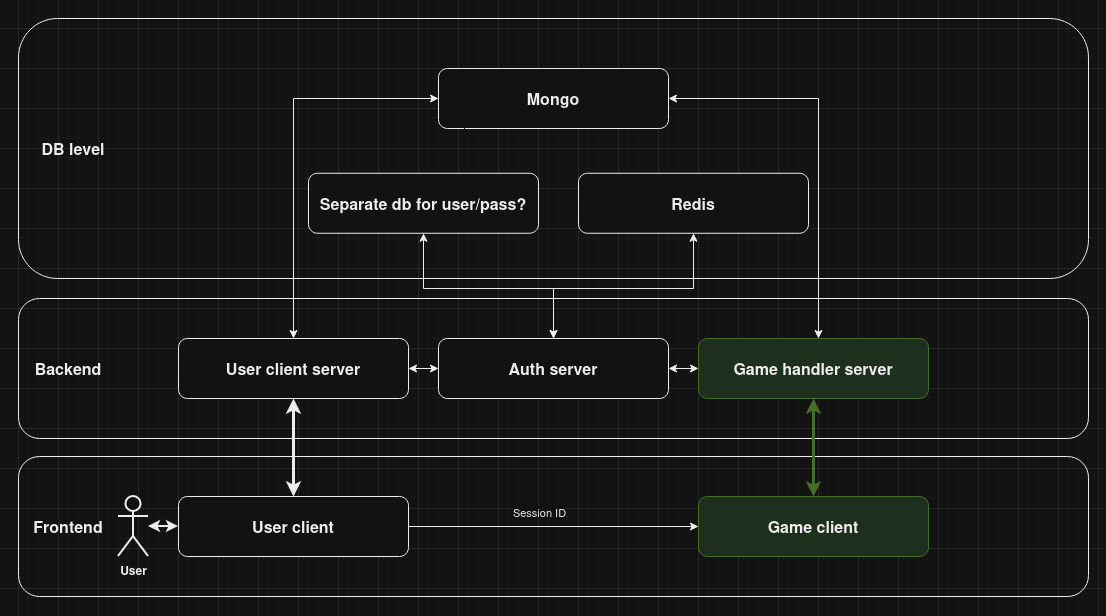 Mongo
DB level
Separate db for user/pass?
Redis
Backend
User client server
Auth server
Game handler server
Session ID
Frontend
User client
Game client
User